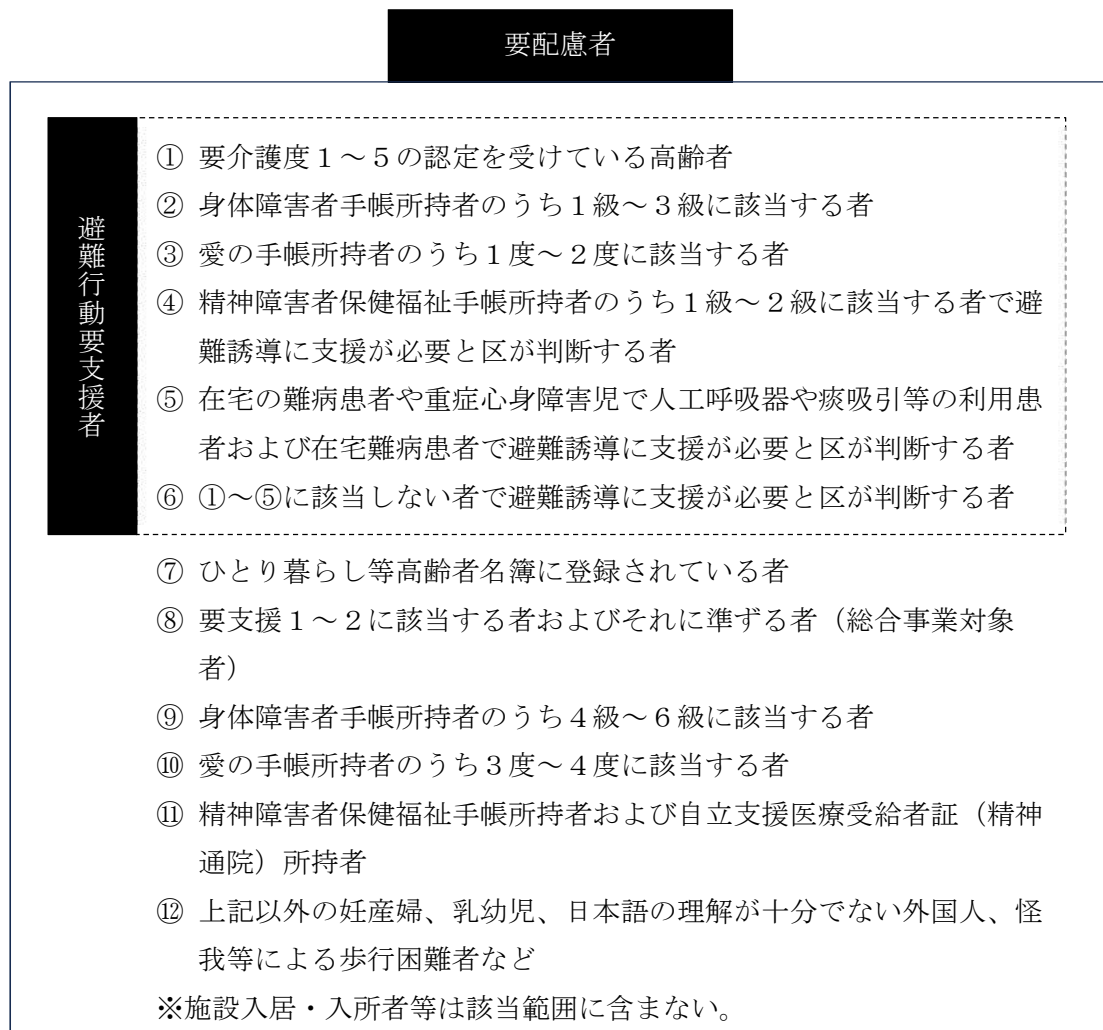 要配慮者
避難行動要支援者
① 要介護度１～５の認定を受けている高齢者
② 身体障害者手帳所持者のうち１級～３級に該当する者
③ 愛の手帳所持者のうち１度～２度に該当する者
④ 精神障害者保健福祉手帳所持者のうち１級～２級に該当する者で避
難誘導に支援が必要と区が判断する者
⑤ 在宅の難病患者や重症心身障害児で人工呼吸器や痰吸引等の利用患
者および在宅難病患者で避難誘導に支援が必要と区が判断する者
⑥ ①～⑤に該当しない者で避難誘導に支援が必要と区が判断する者
⑦ ひとり暮らし等高齢者名簿に登録されている者
⑧ 要支援１～２に該当する者およびそれに準ずる者（総合事業対象
者）
⑨ 身体障害者手帳所持者のうち４級～６級に該当する者
⑩ 愛の手帳所持者のうち３度～４度に該当する者
⑪ 精神障害者保健福祉手帳所持者および自立支援医療受給者証（精神
通院）所持者
⑫ 上記以外の妊産婦、乳幼児、日本語の理解が十分でない外国人、怪
我等による歩行困難者など
※施設入居・入所者等は該当範囲に含まない。